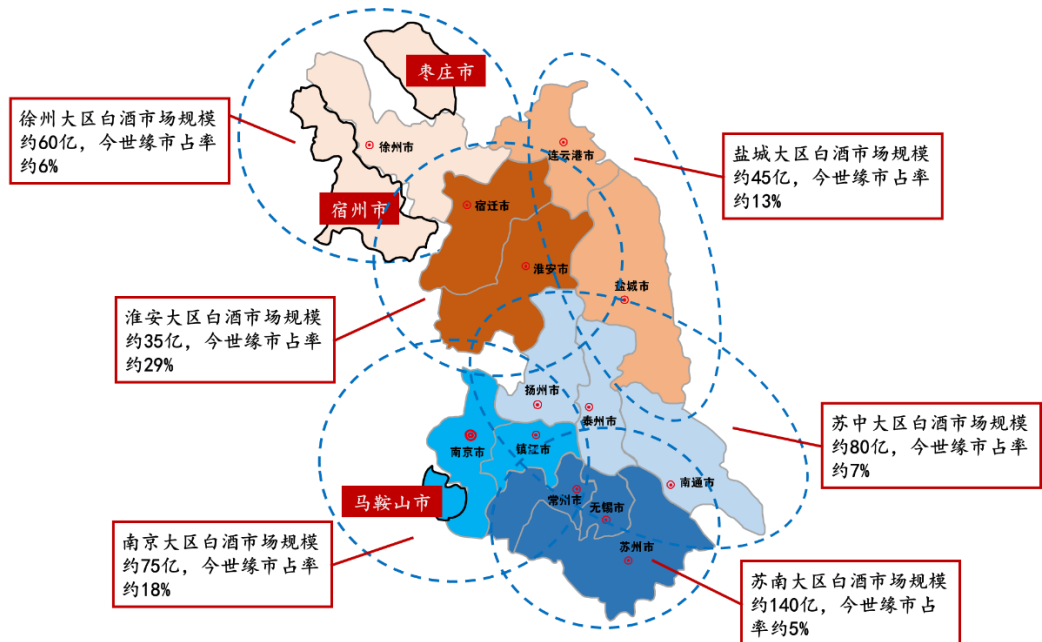 枣庄市
徐州大区白酒市场规模
约60亿，今世缘市占率
约6%
徐州市
连云港市
盐城大区白酒市场规模
约45亿，今世缘市占率
约13%
宿州市
宿迁市
淮安市
盐城市
淮安大区白酒市场规模
约35亿，今世缘市占率
约29%
扬州市
泰州市
苏中大区白酒市场规模
约80亿，今世缘市占率
约7%
南京市
镇江市
南通市
马鞍山市
常州市
无锡市
南京大区白酒市场规模
约75亿，今世缘市占率
约18%
苏州市
苏南大区白酒市场规模
约140亿，今世缘市占
率约5%